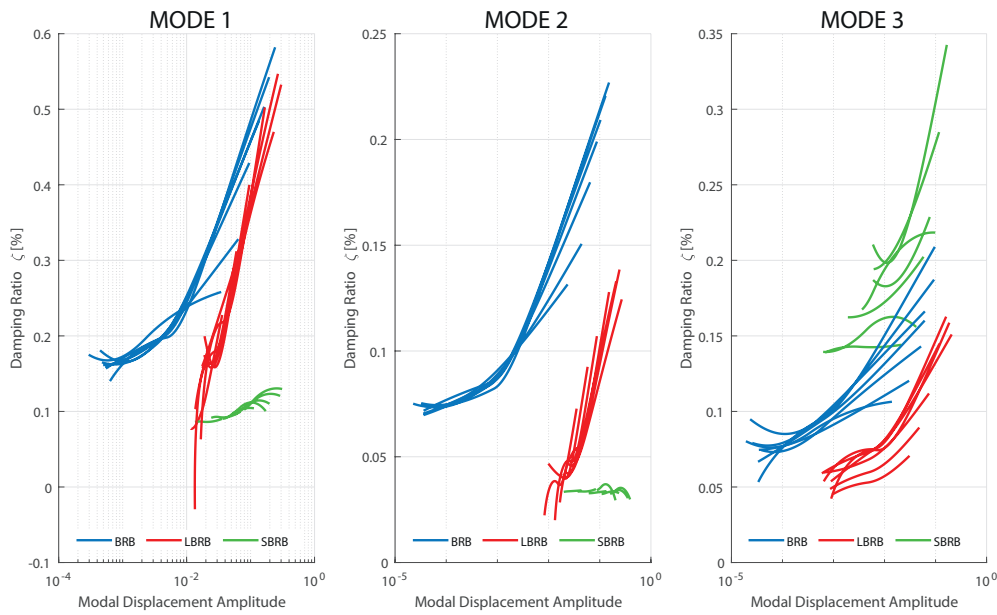 MODE 1
0.6
0.5
0.4
0.3
0.2
0.1
0
-0.1
Damping Ratio ζ [%]
BRB LBRB SBRB
10^-4 10^-2 10^0
Modal Displacement Amplitude
MODE 2
0.25
0.2
0.15
0.1
0.05
0
Damping Ratio ζ [%]
BRB LBRB SBRB
10^-5 10^0
Modal Displacement Amplitude
MODE 3
0.35
0.3
0.25
0.2
0.15
0.1
0.05
0
Damping Ratio ζ [%]
BRB LBRB SBRB
10^-5 10^0
Modal Displacement Amplitude